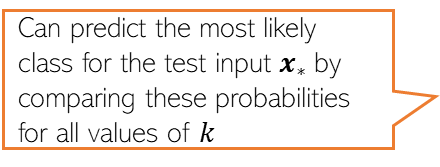 Can predict the most likely
class for the test input 𝒙∗ by
comparing these probabilities
for all values of 𝑘